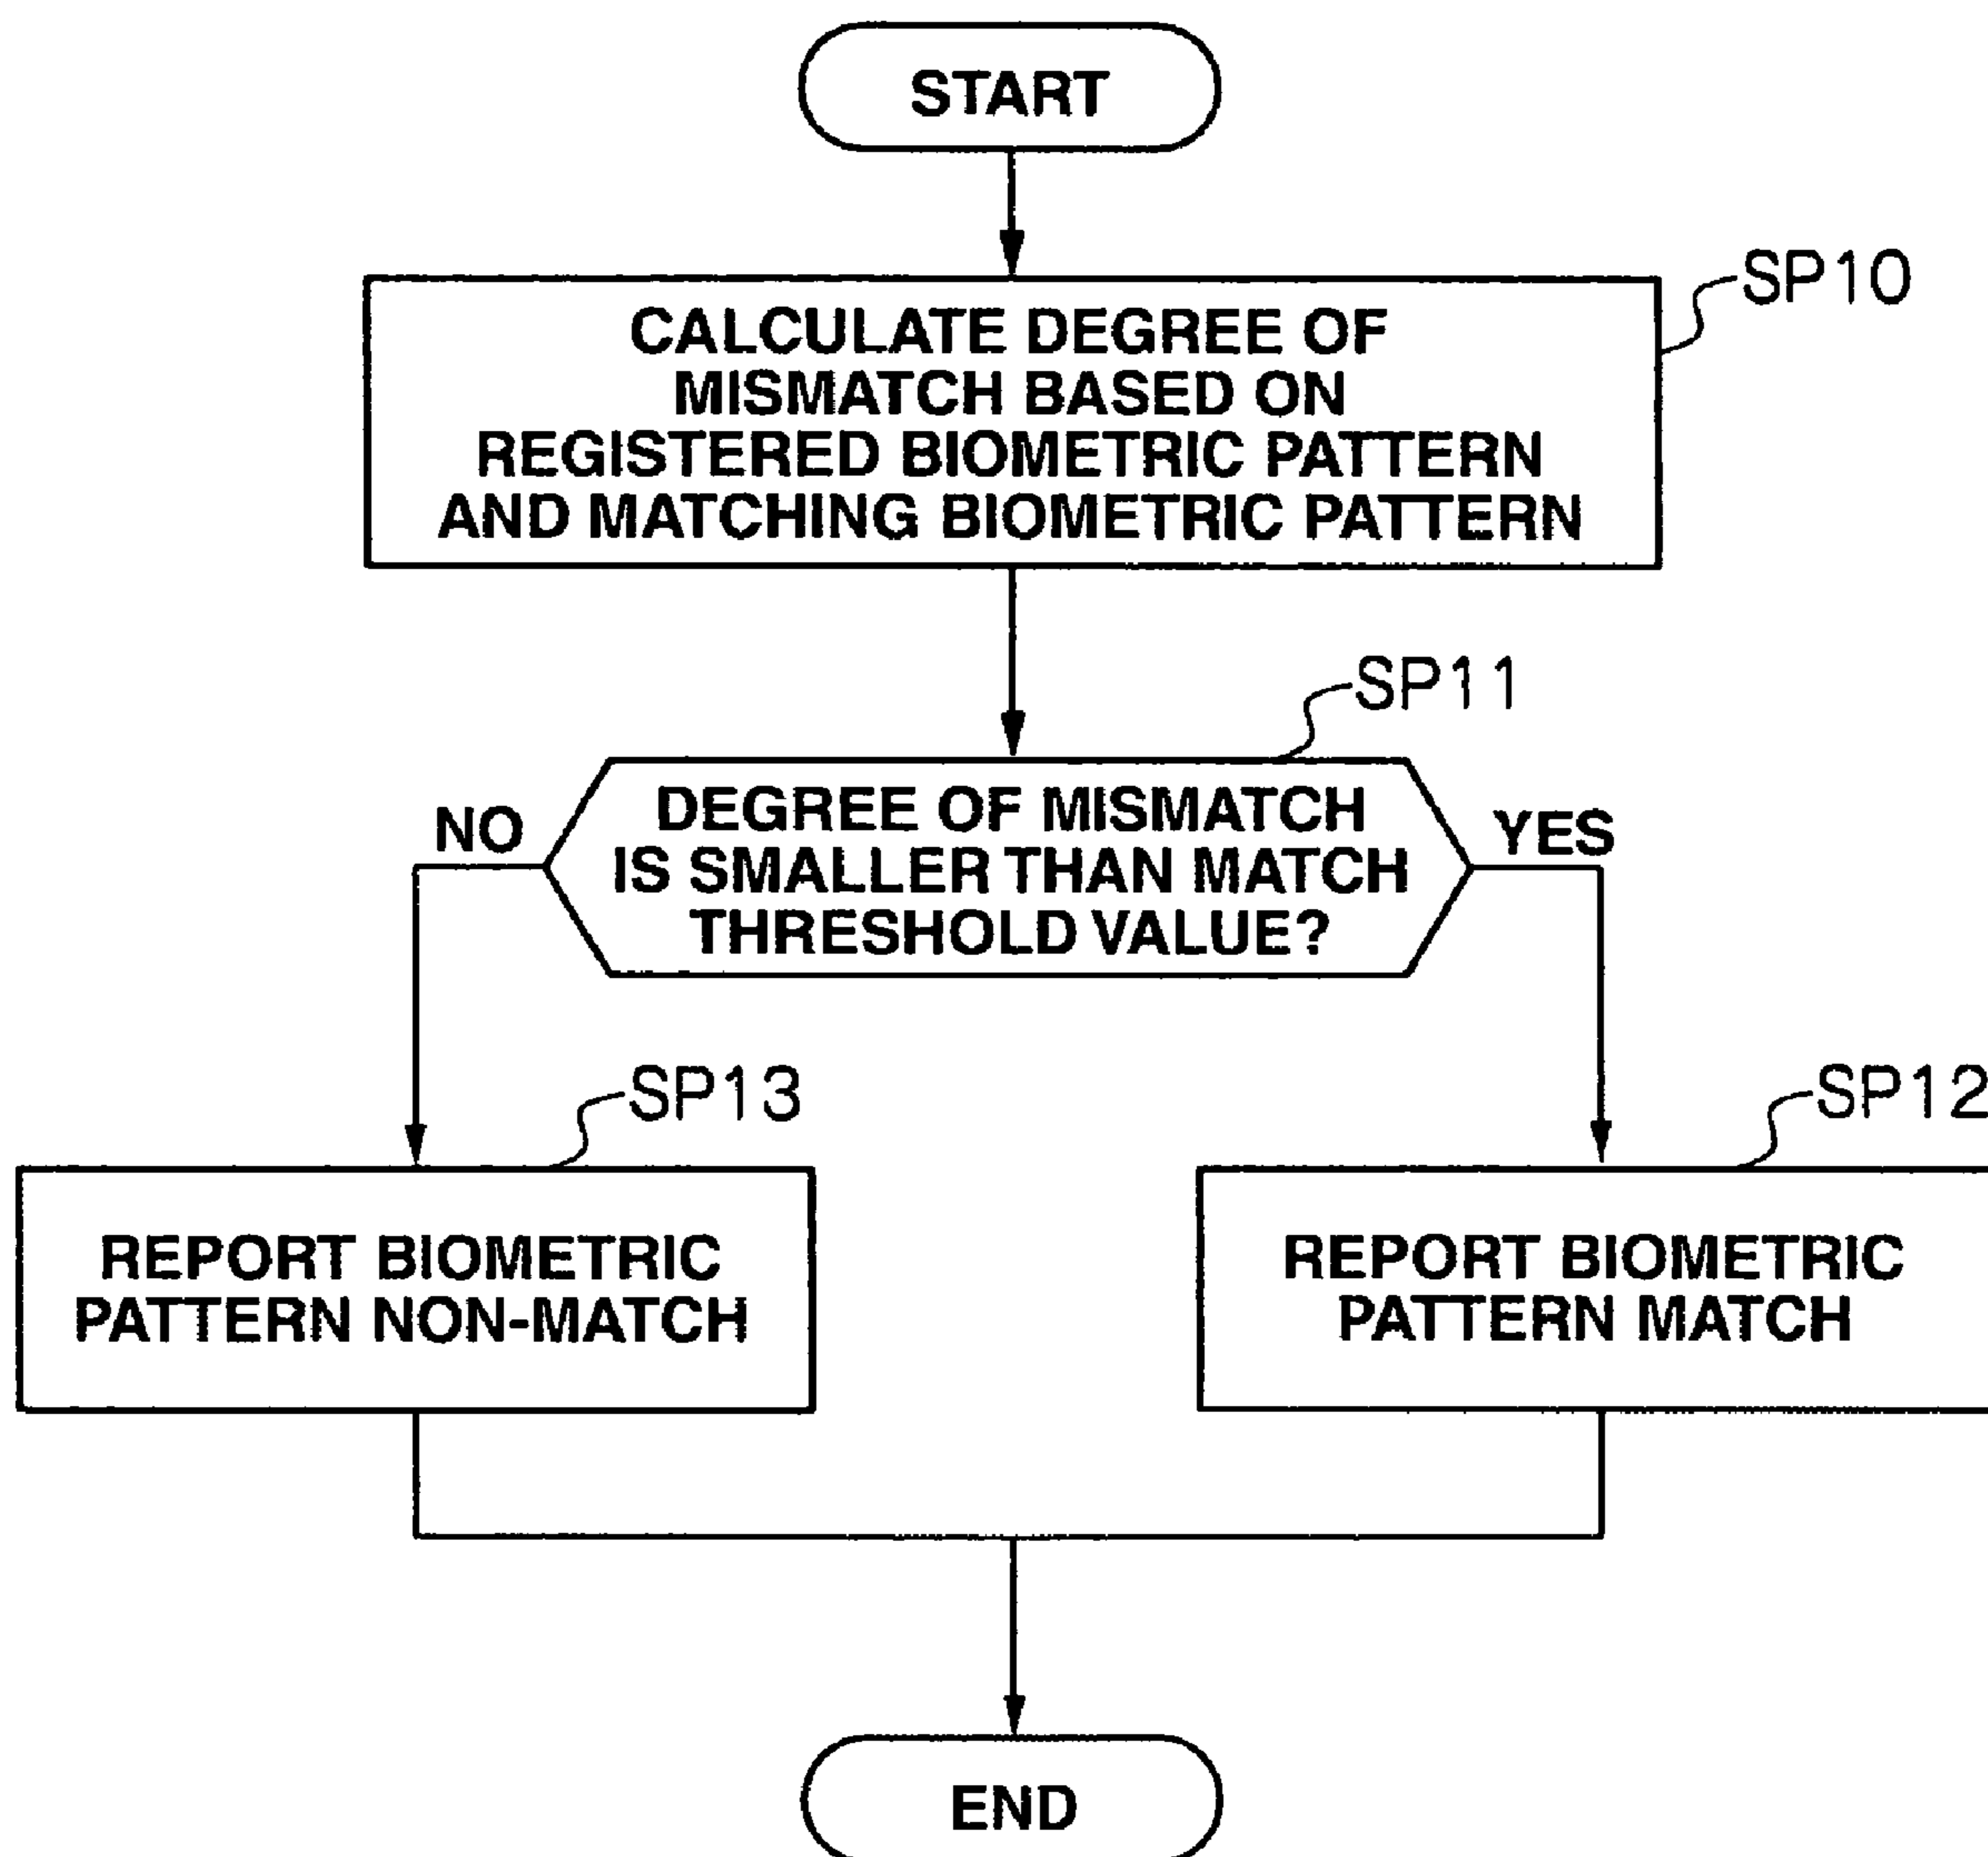 START
SP10
CALCULATE DEGREE OF
MISMATCH BASED ON
REGISTERED BIOMETRIC PATTERN
AND MATCHING BIOMETRIC PATTERN
SP11
DEGREE OF MISMATCH
IS SMALLER THAN MATCH
THRESHOLD VALUE?
NO
YES
SP13
SP12
REPORT BIOMETRIC
PATTERN NON-MATCH
REPORT BIOMETRIC
PATTERN MATCH
END